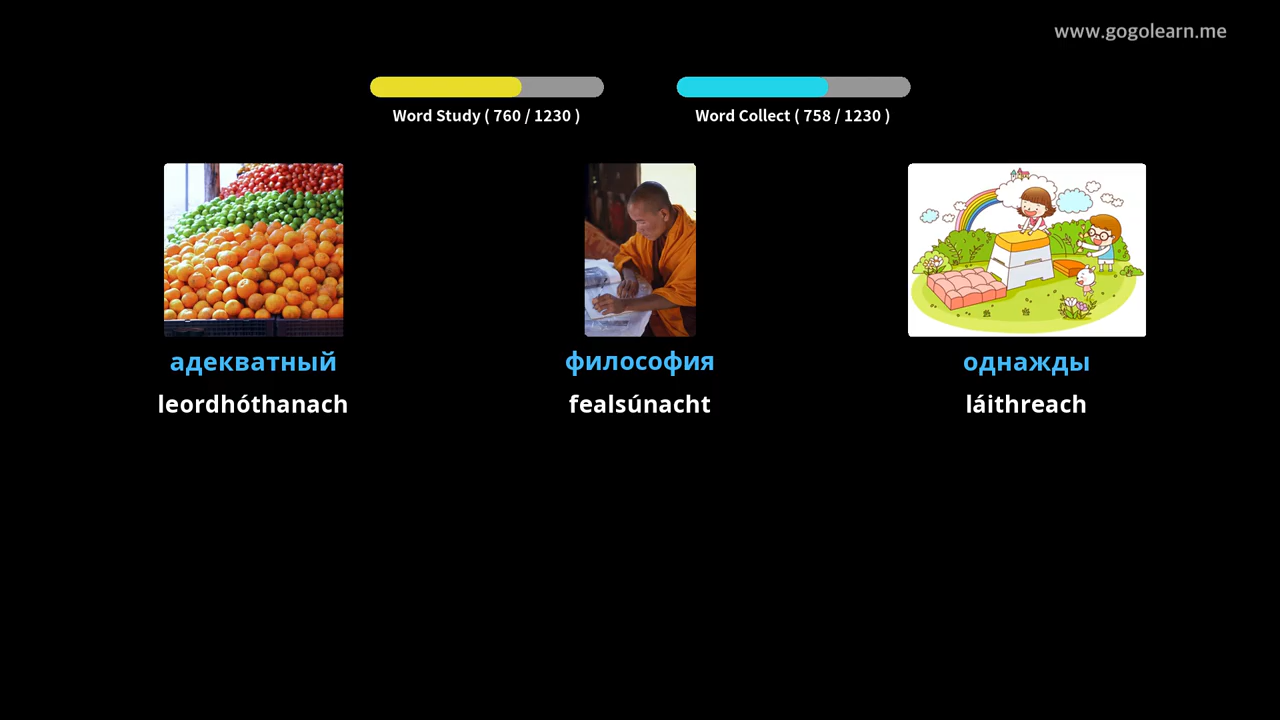 www.gogolearn.me
Word Study ( 760 / 1230 )
Word Collect ( 758 / 1230 )
адекватный
философия
однажды
leordhóthanach
fealsúnacht
láithreach